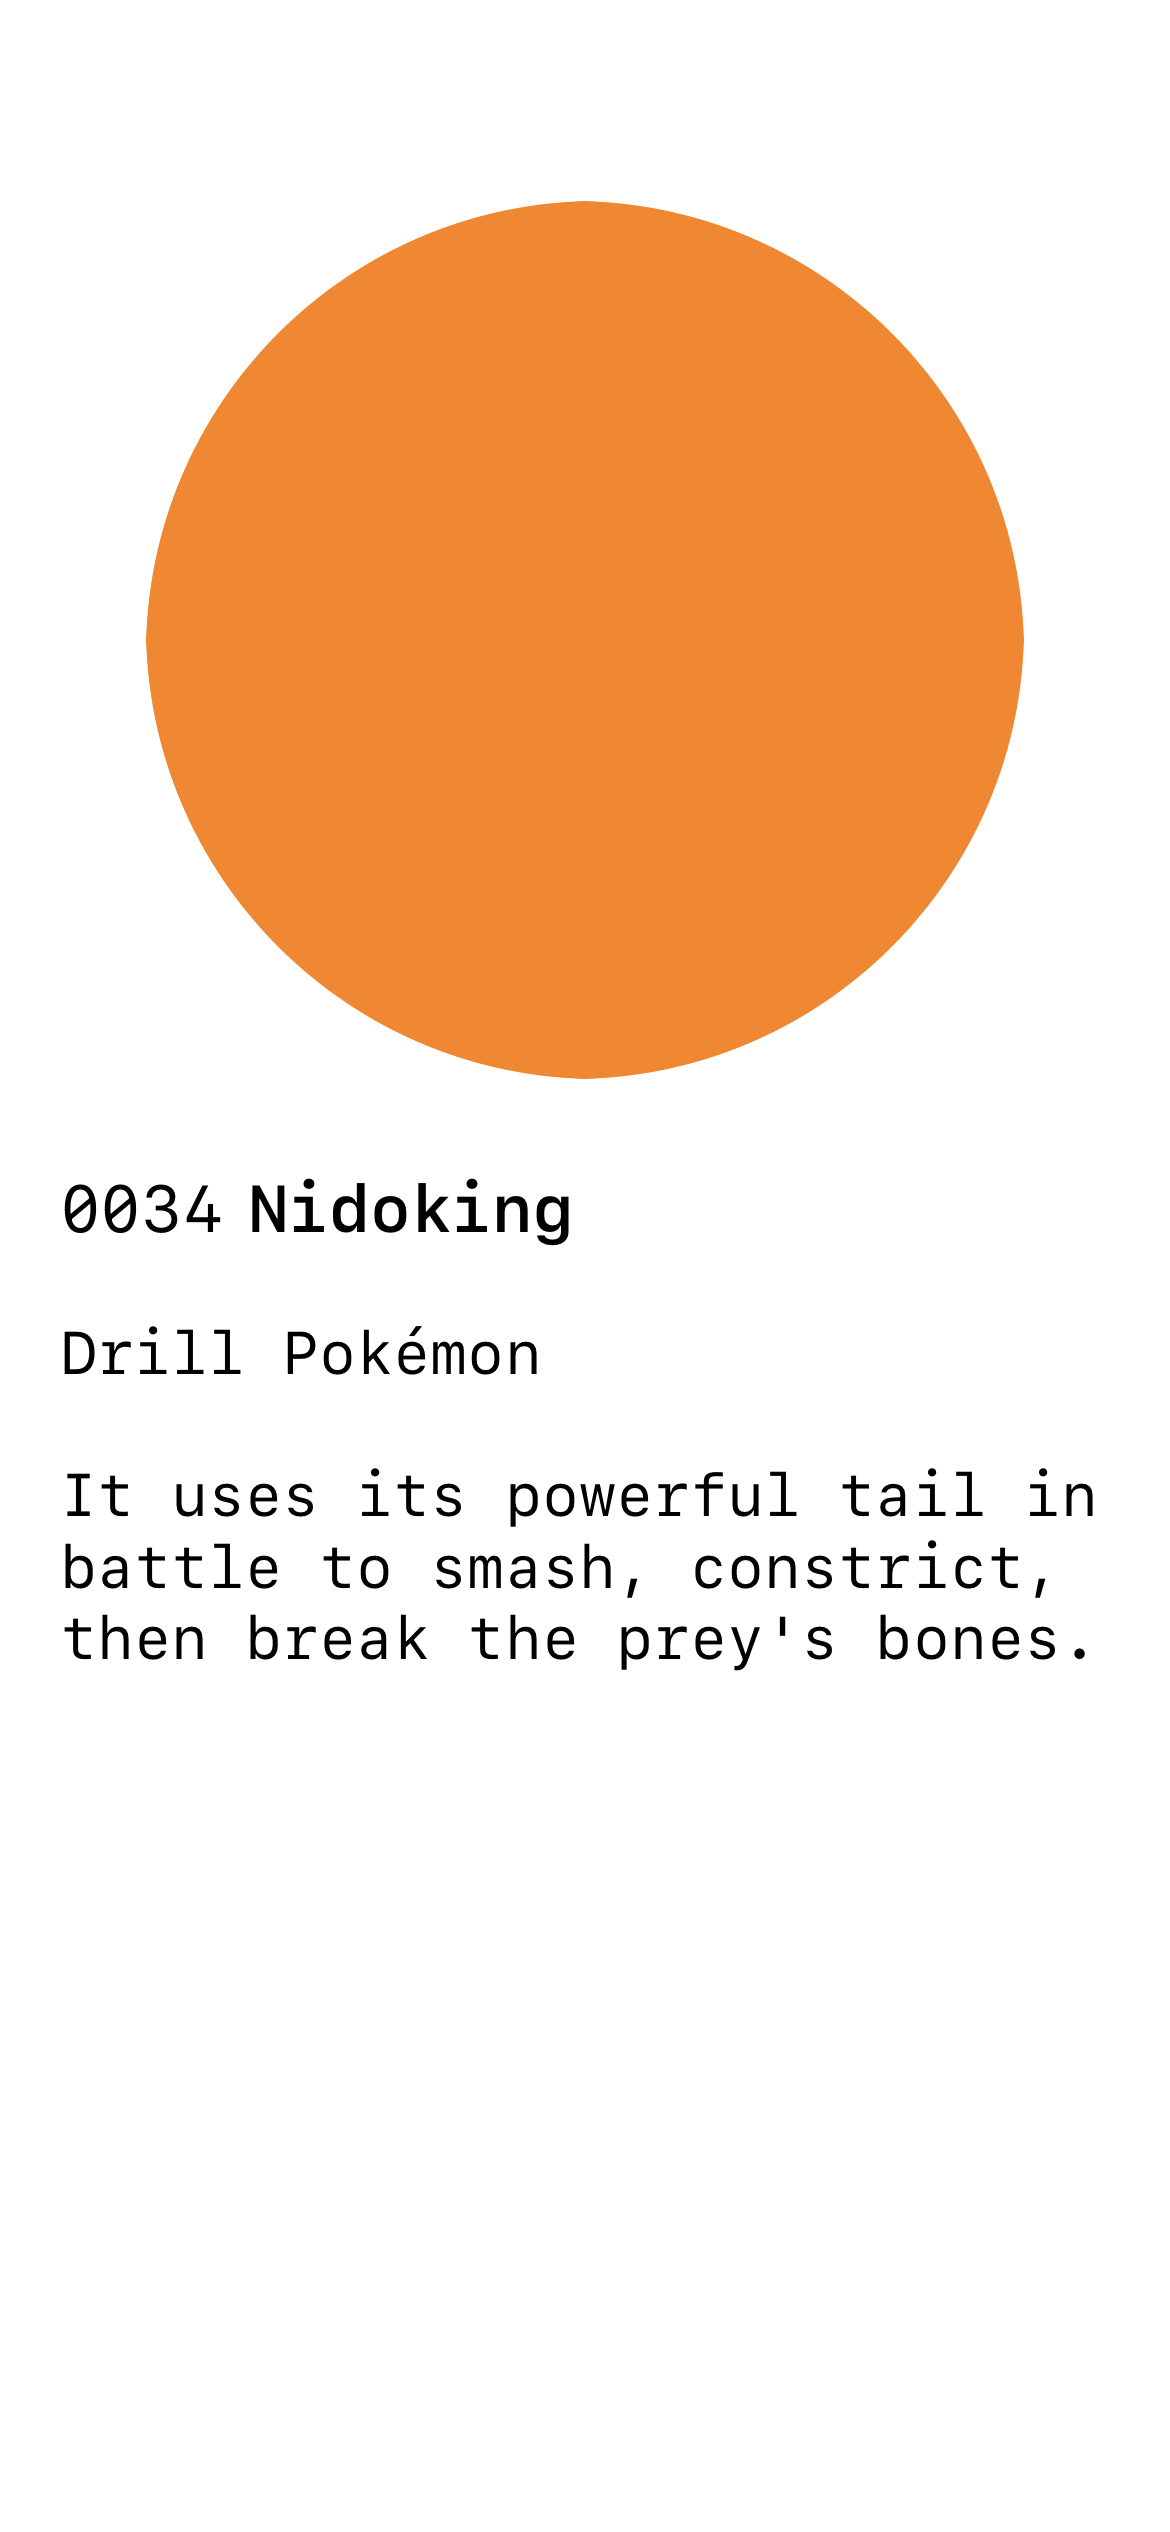 0034 Nidoking
Drill Pokémon
It uses its powerful tail in
battle to smash, constrict,
then break the prey's bones.